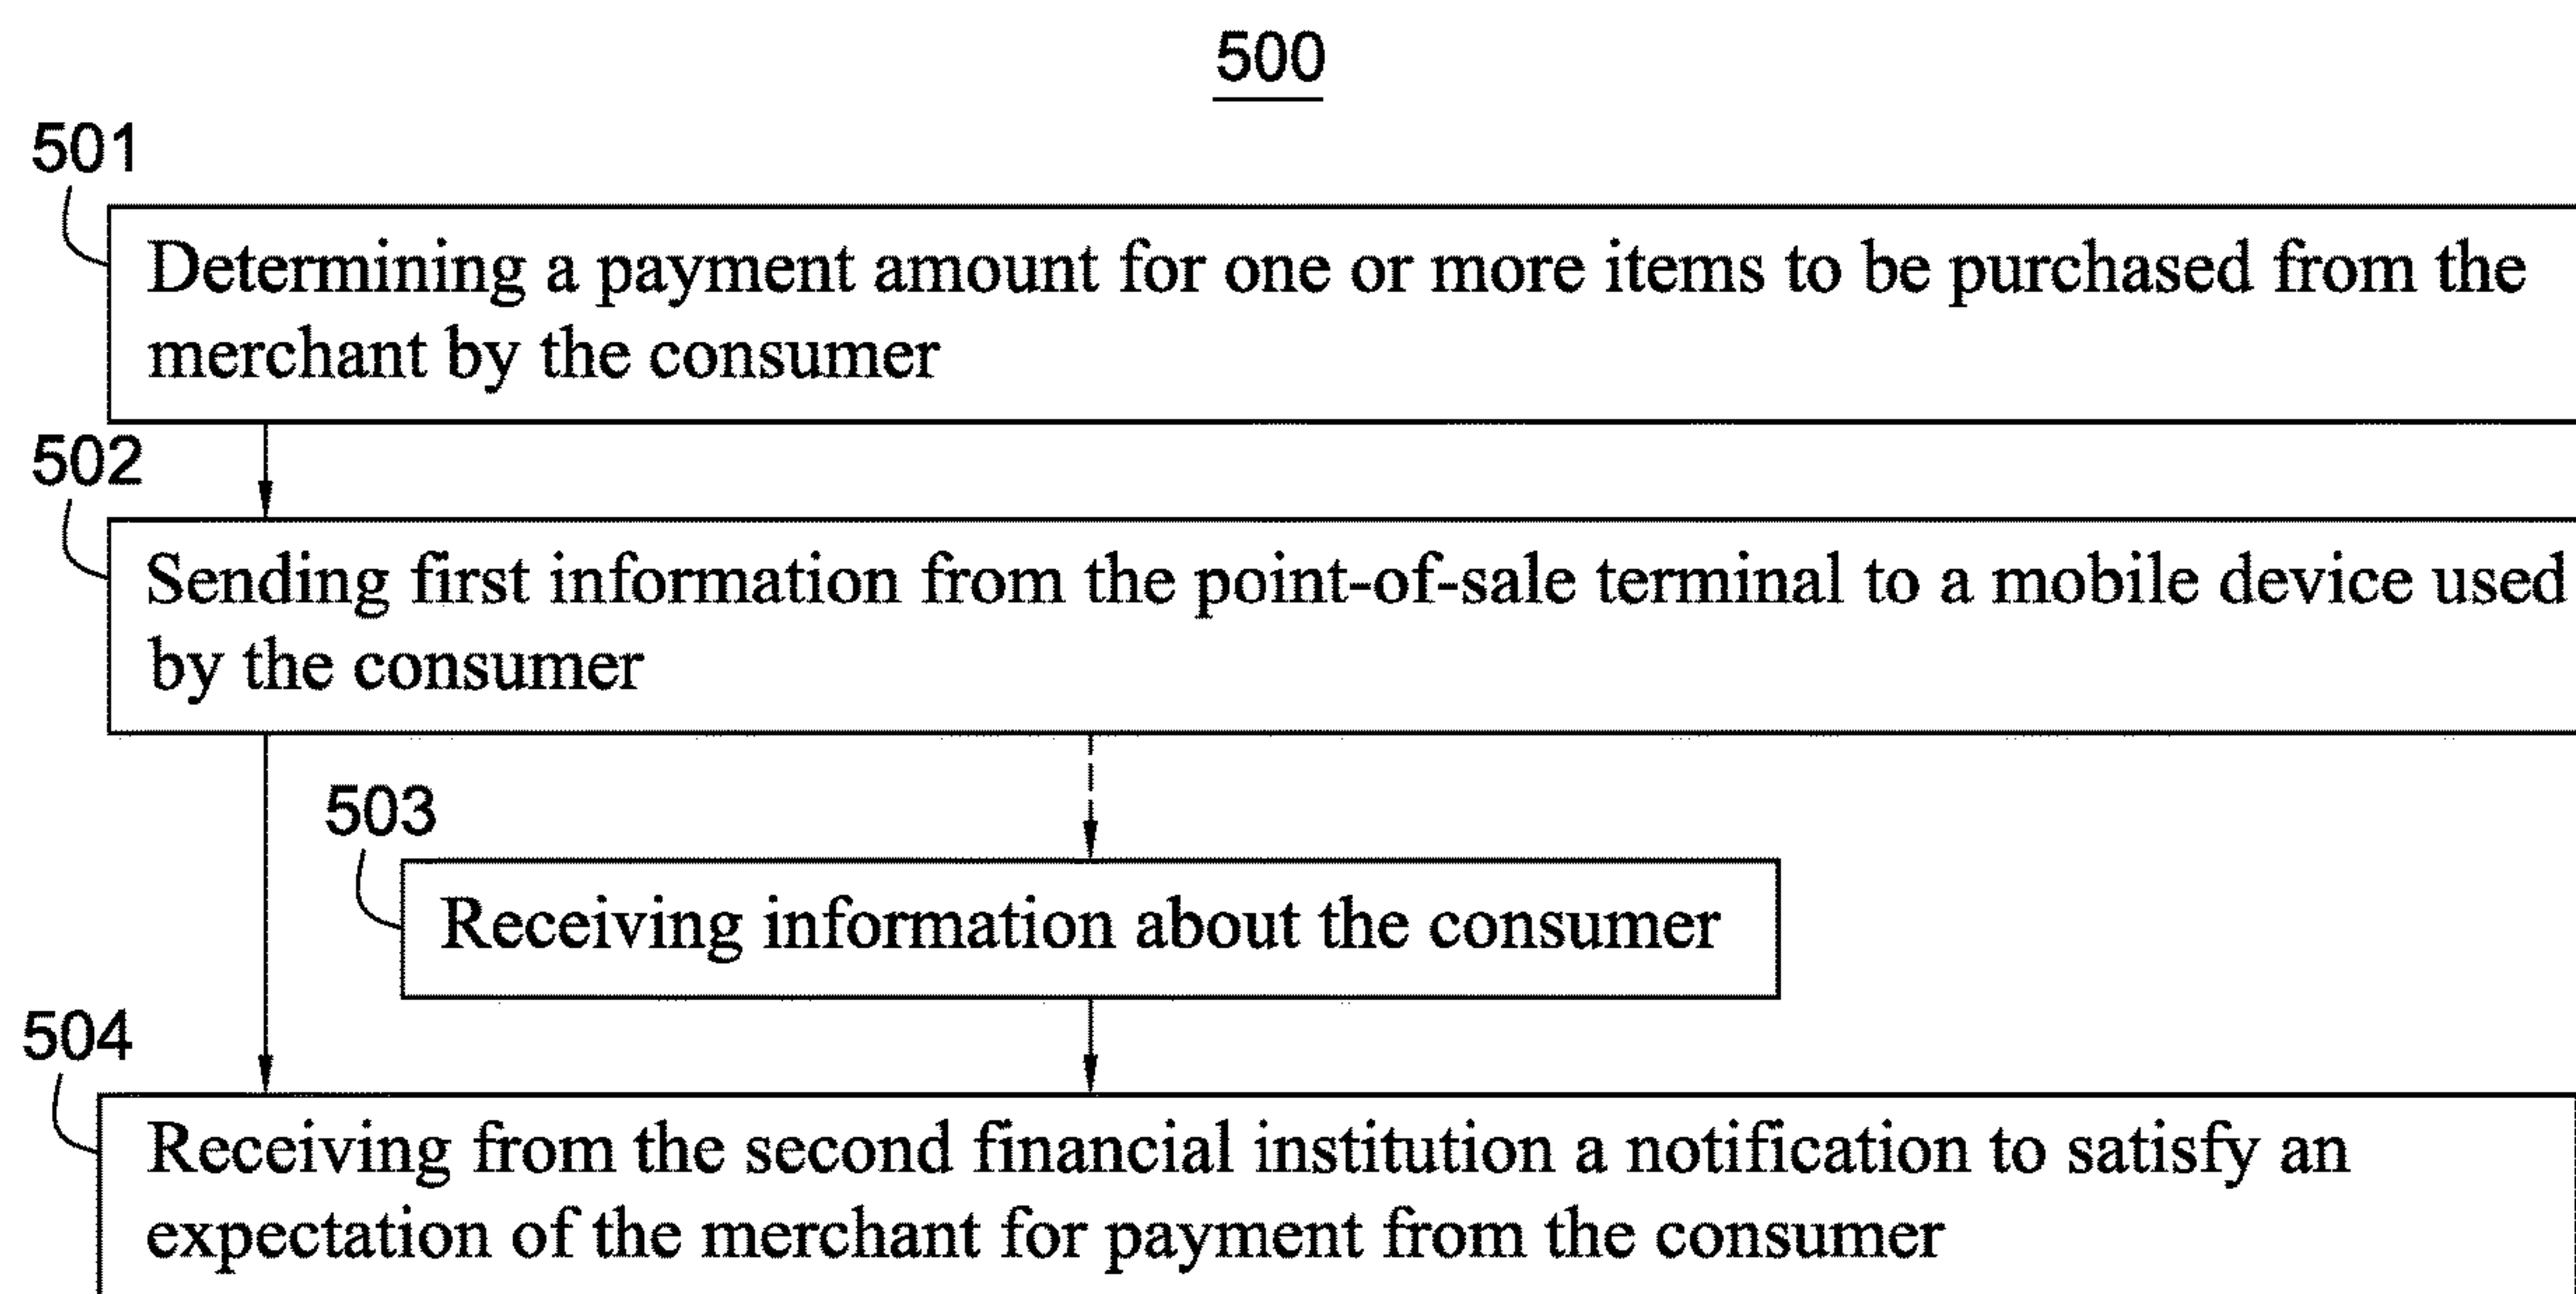 500
501
Determining a payment amount for one or more items to be purchased from the
merchant by the consumer
502
Sending first information from the point-of-sale terminal to a mobile device used
by the consumer
503
Receiving information about the consumer
504
Receiving from the second financial institution a notification to satisfy an
expectation of the merchant for payment from the consumer